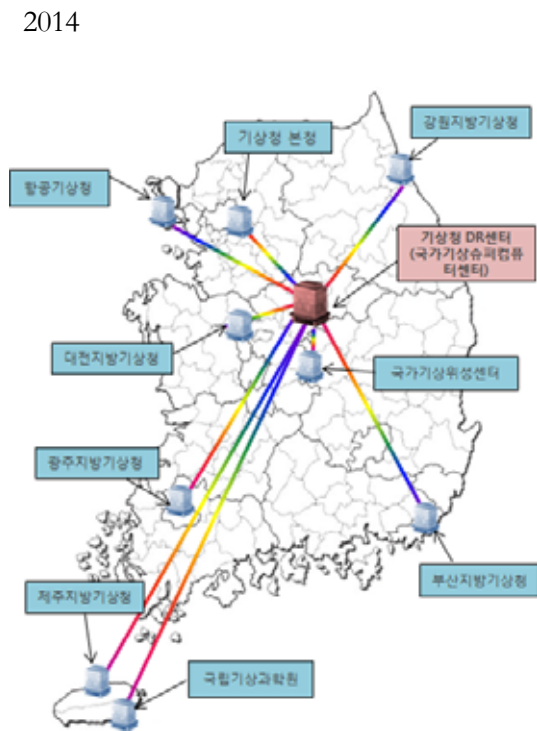 2014
강원지방기상청
기상청 본청
항공기상청
기상청 DR센터
(국가기상슈퍼컴퓨
터센터)
대전지방기상청
국가기상위성센터
광주지방기상청
부산지방기상청
제주지방기상청
국립기상과학원